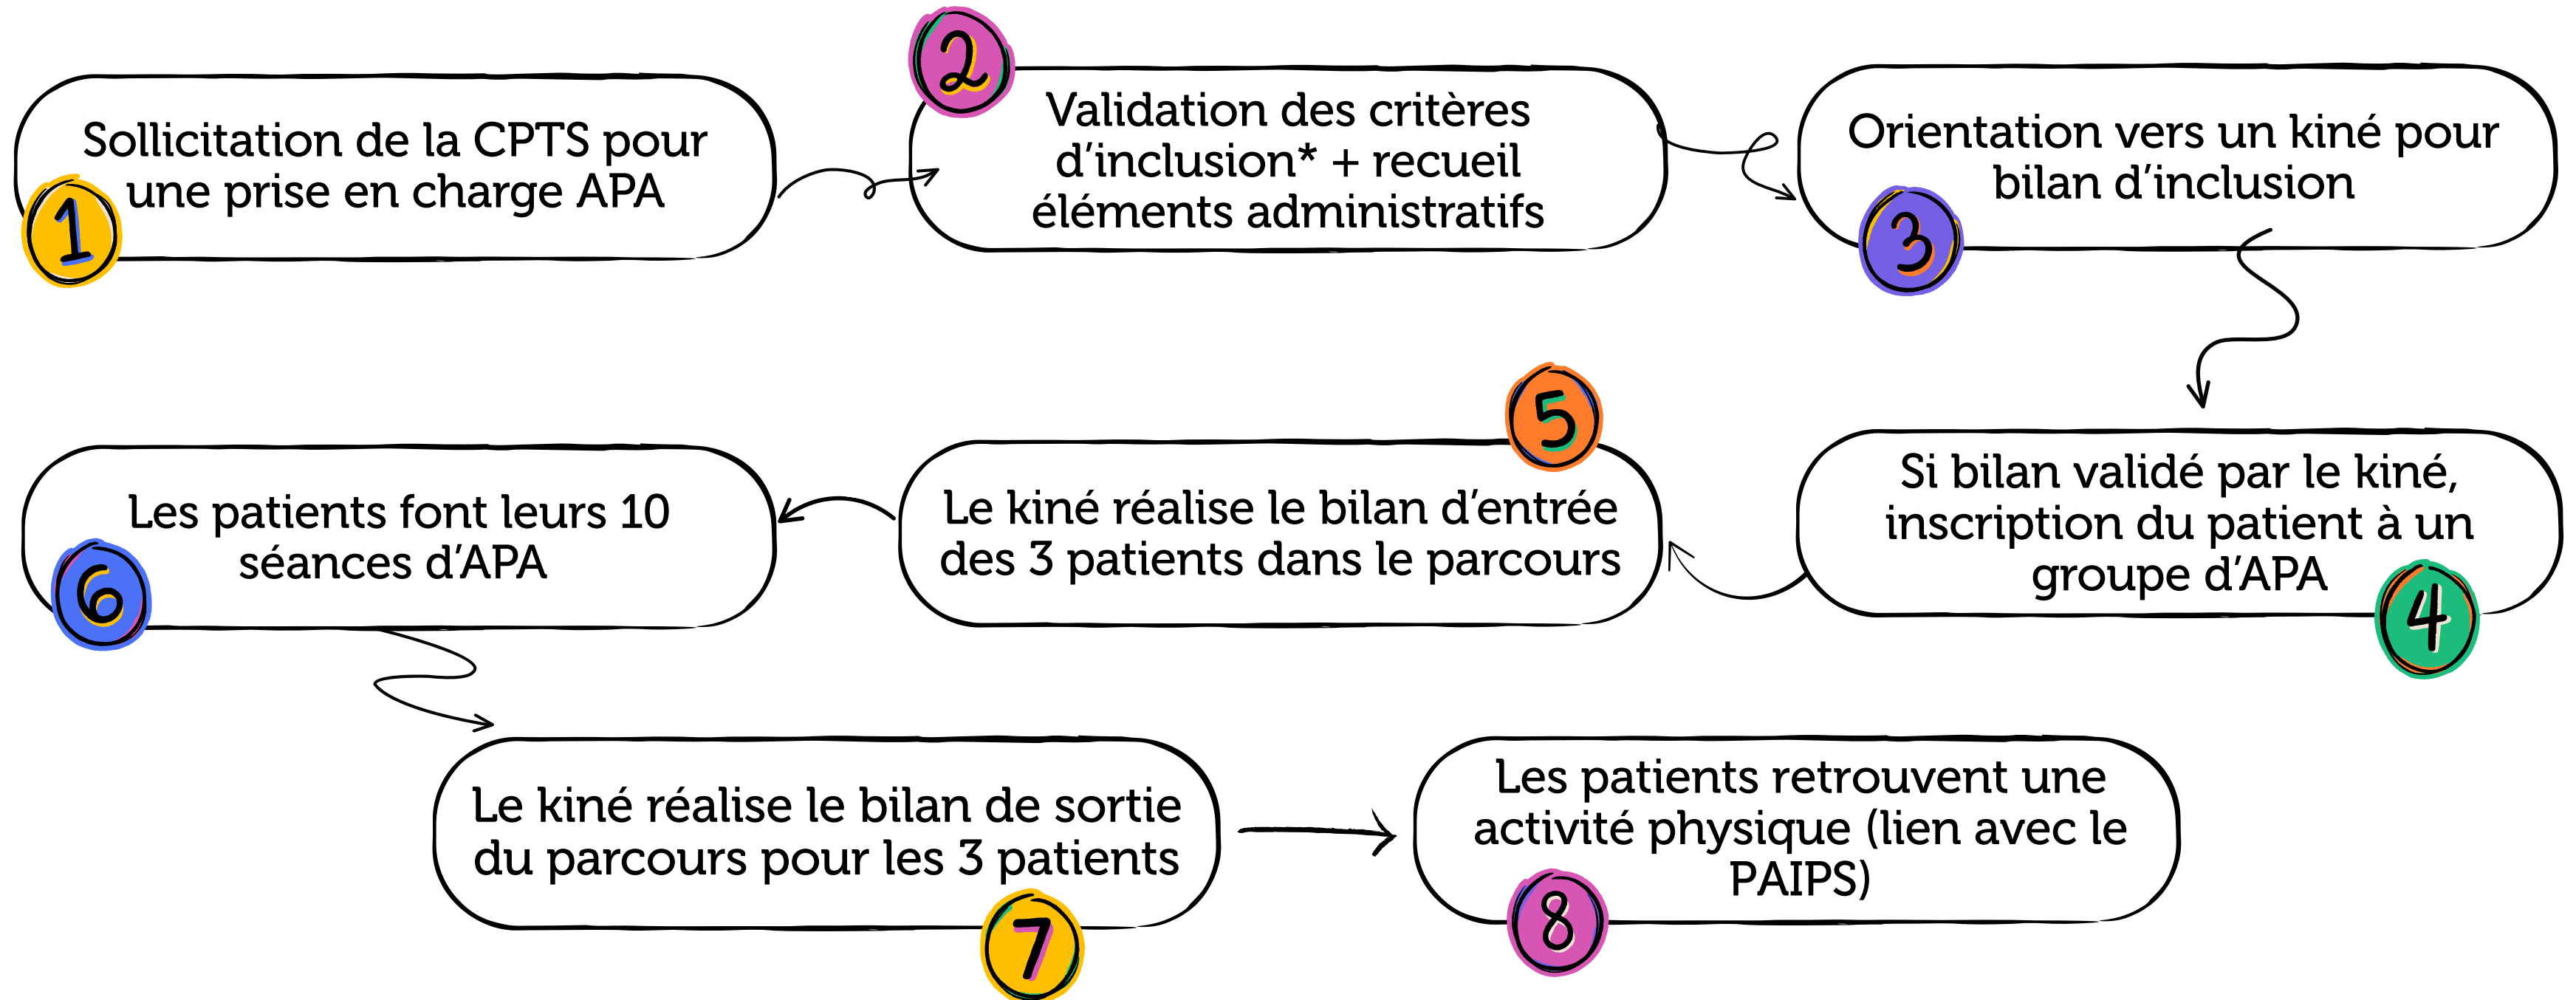 1
Sollicitation de la CPTS pour
une prise en charge APA
2
Validation des critères
d’inclusion* + recueil
éléments administratifs
3
Orientation vers un kiné pour
bilan d’inclusion
4
Si bilan validé par le kiné,
inscription du patient à un
groupe d’APA
5
Le kiné réalise le bilan d’entrée
des 3 patients dans le parcours
6
Les patients font leurs 10
séances d’APA
7
Le kiné réalise le bilan de sortie
du parcours pour les 3 patients
8
Les patients retrouvent une
activité physique (lien avec le
PAIPS)